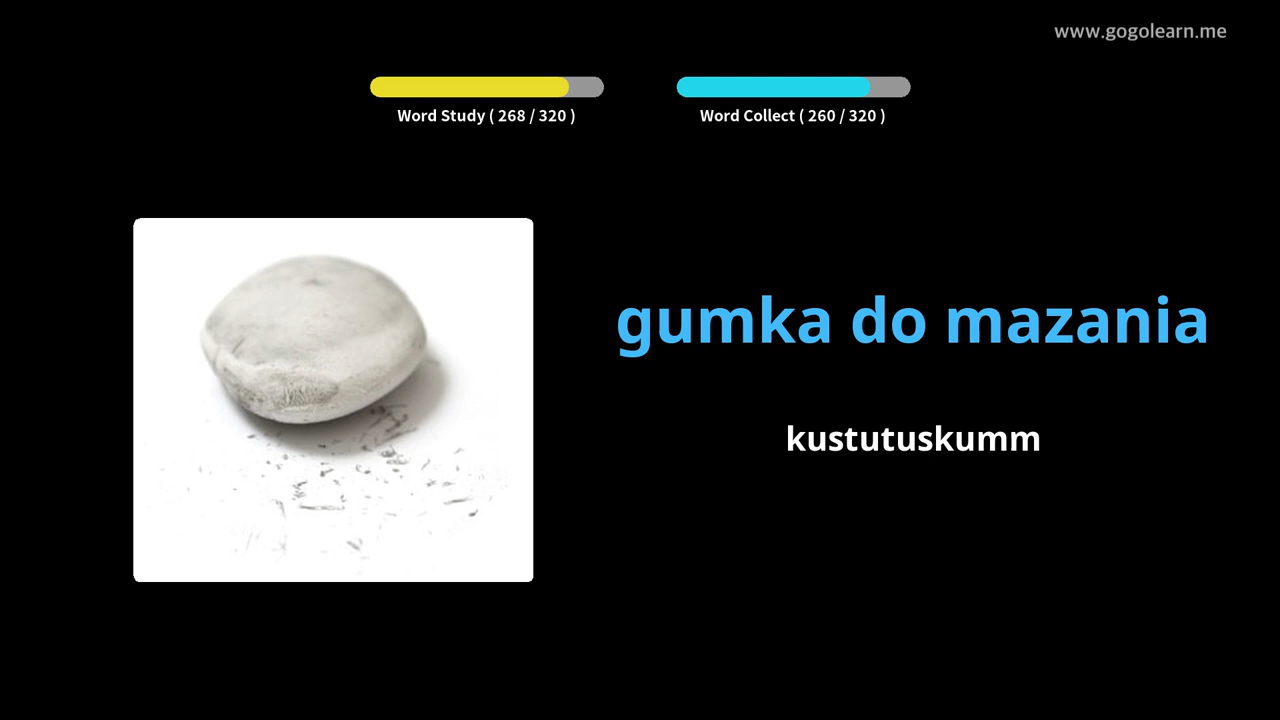 www.gogolearn.me
Word Study ( 268 / 320 )
Word Collect ( 260 / 320 )
gumka do mazania
kustutuskumm